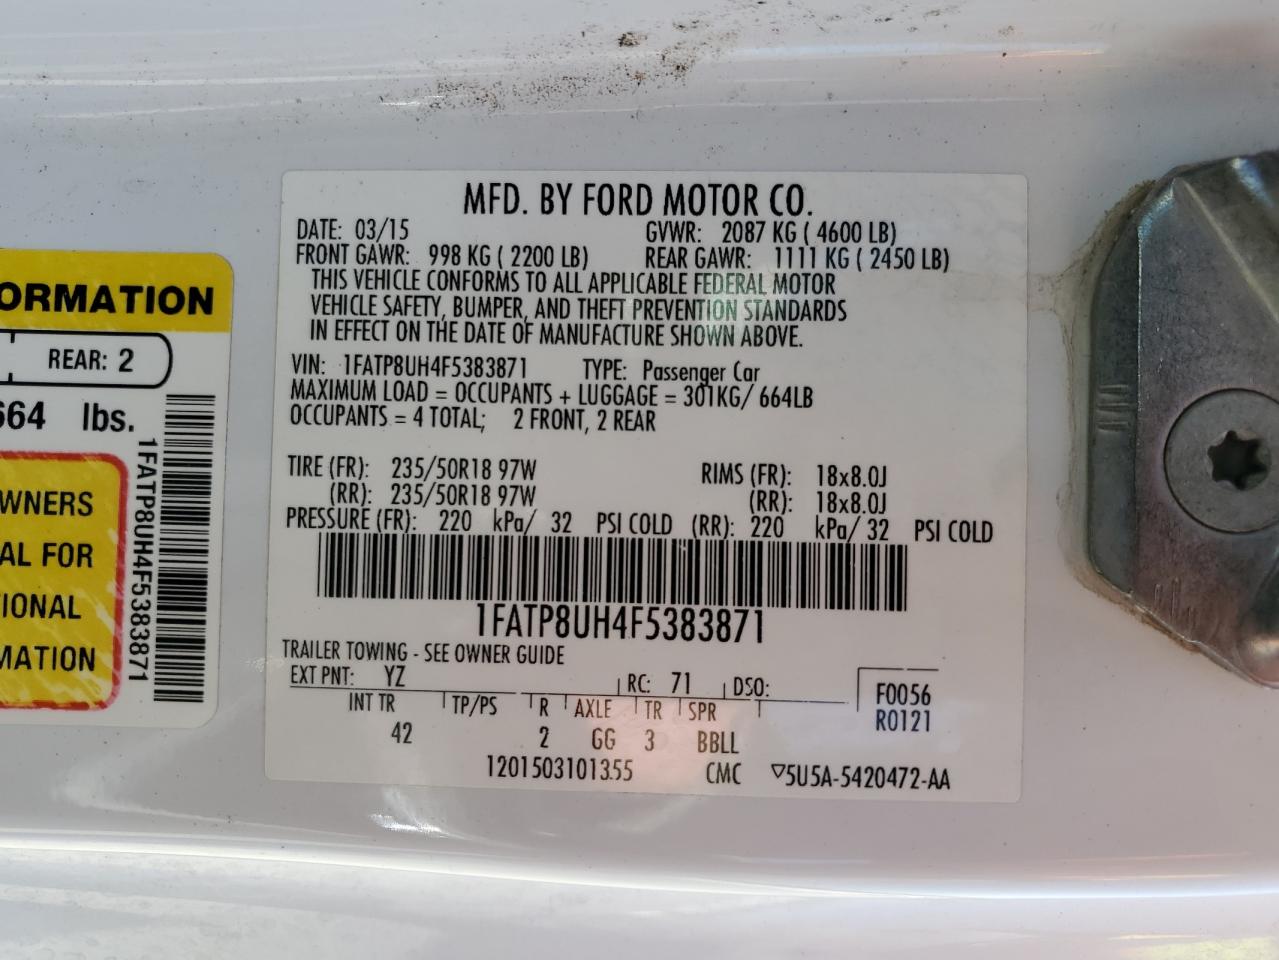 ORMATION
REAR: 2
664 lbs.
WNERS
AL FOR
TIONAL
MATION
1FATP8UH4F5383871
MFD. BY FORD MOTOR CO.
DATE: 03/15 GVWR: 2087 KG ( 4600 LB)
FRONT GAWR: 998 KG ( 2200 LB) REAR GAWR: 1111 KG ( 2450 LB)
THIS VEHICLE CONFORMS TO ALL APPLICABLE FEDERAL MOTOR
VEHICLE SAFETY, BUMPER, AND THEFT PREVENTION STANDARDS
IN EFFECT ON THE DATE OF MANUFACTURE SHOWN ABOVE.
VIN: 1FATP8UH4F5383871 TYPE: Passenger Car
MAXIMUM LOAD = OCCUPANTS + LUGGAGE = 301KG/ 664LB
OCCUPANTS = 4 TOTAL; 2 FRONT, 2 REAR
TIRE (FR): 235/50R18 97W RIMS (FR): 18x8.0J
(RR): 235/50R18 97W (RR): 18x8.0J
PRESSURE (FR): 220 kPa/ 32 PSI COLD (RR): 220 kPa/ 32 PSI COLD
1FATP8UH4F5383871
TRAILER TOWING - SEE OWNER GUIDE
EXT PNT: YZ RC: 71 DSO: F0056
INT TR TP/PS R AXLE TR SPR R0121
42 2 GG 3 BBLL
12015031013​55 CMC ▽5U5A-5420472-AA